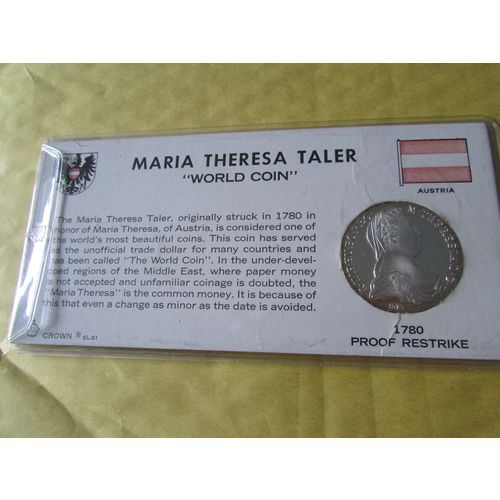 MARIA THERESA TALER
"WORLD COIN"
AUSTRIA
The Maria Theresa Taler, originally struck in 1780 in
honor of Maria Theresa, of Austria, is considered one of
the world's most beautiful coins. This coin has served
as the unofficial trade dollar for many countries and
has been called "The World Coin". In the under-devel-
oped regions of the Middle East, where paper money
is not accepted and unfamiliar coinage is doubted, the
"Maria Theresa" is the common money. It is because of
this that even a change as minor as the date is avoided.
CROWN ® EL-51
1780
PROOF RESTRIKE